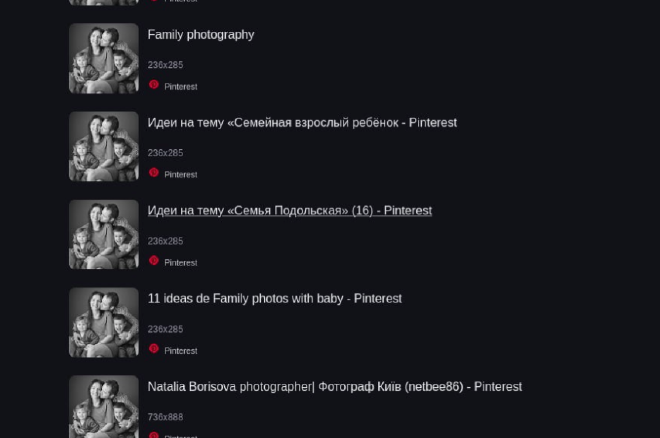 Pinterest
Family photography
236x285
Pinterest
Идеи на тему «Семейная взрослый ребёнок - Pinterest
236x285
Pinterest
Идеи на тему «Семья Подольская» (16) - Pinterest
236x285
Pinterest
11 ideas de Family photos with baby - Pinterest
236x285
Pinterest
Natalia Borisova photographer| Фотограф Київ (netbee86) - Pinterest
736x888
Pinterest